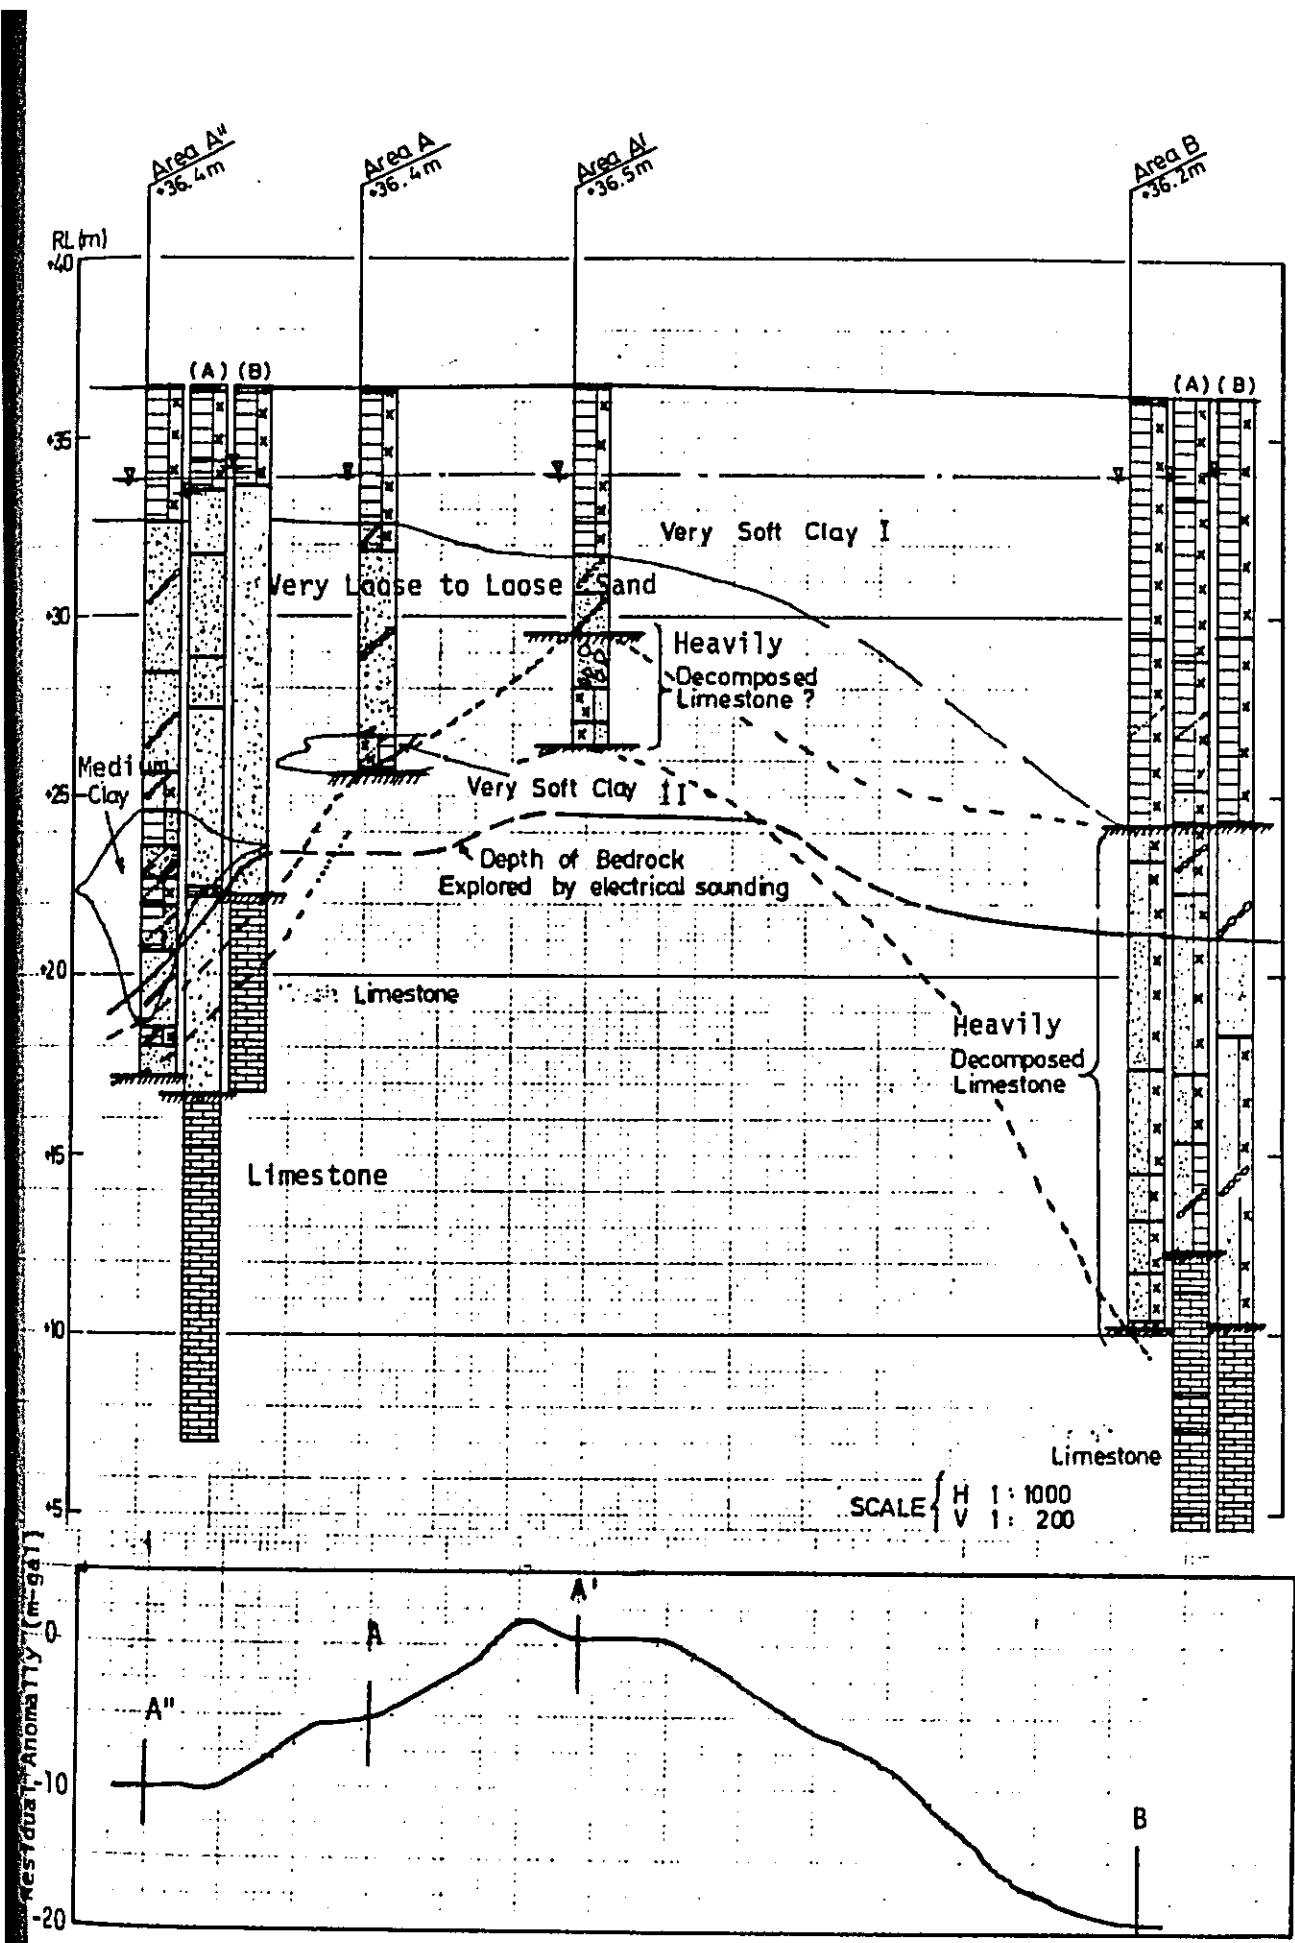 Area A"
+36.4m
Area A
+36.4m
Area A'
+36.5m
Area B
+36.2m
RL(m)
+40
(A) (B)
(A) (B)
+35
Very Soft Clay I
Very Loose to Loose Sand
+30
Heavily
Decomposed
Limestone ?
Medium
Clay
+25
Very Soft Clay II
Depth of Bedrock
Explored by electrical sounding
+20
Limestone
Heavily
Decomposed
Limestone
+15
Limestone
+10
Limestone
SCALE { H 1:1000
V 1: 200
+5
Residual Anomally (m-gal)
A'
0
A
A"
-10
B
-20